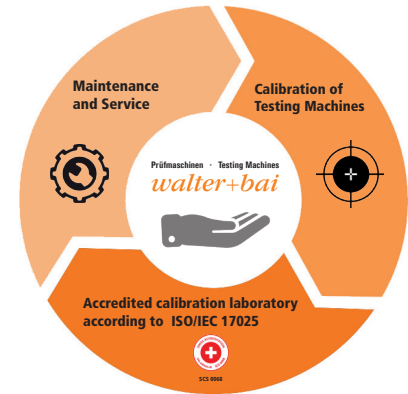 Maintenance
and Service
Calibration of
Testing Machines
Prüfmaschinen · Testing Machines
walter+bai
Accredited calibration laboratory
according to ISO/IEC 17025
SCS 0068